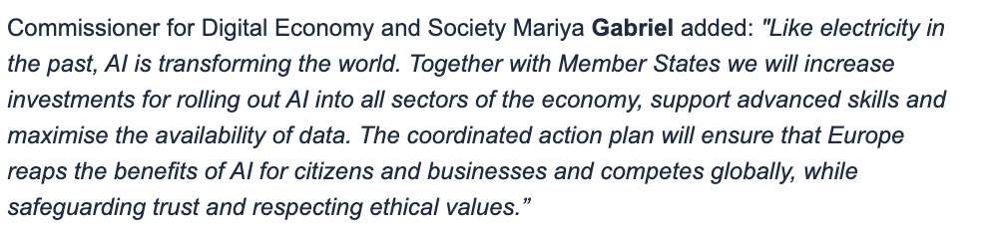 Commissioner for Digital Economy and Society Mariya Gabriel added: "Like electricity in
the past, AI is transforming the world. Together with Member States we will increase
investments for rolling out AI into all sectors of the economy, support advanced skills and
maximise the availability of data. The coordinated action plan will ensure that Europe
reaps the benefits of AI for citizens and businesses and competes globally, while
safeguarding trust and respecting ethical values.”